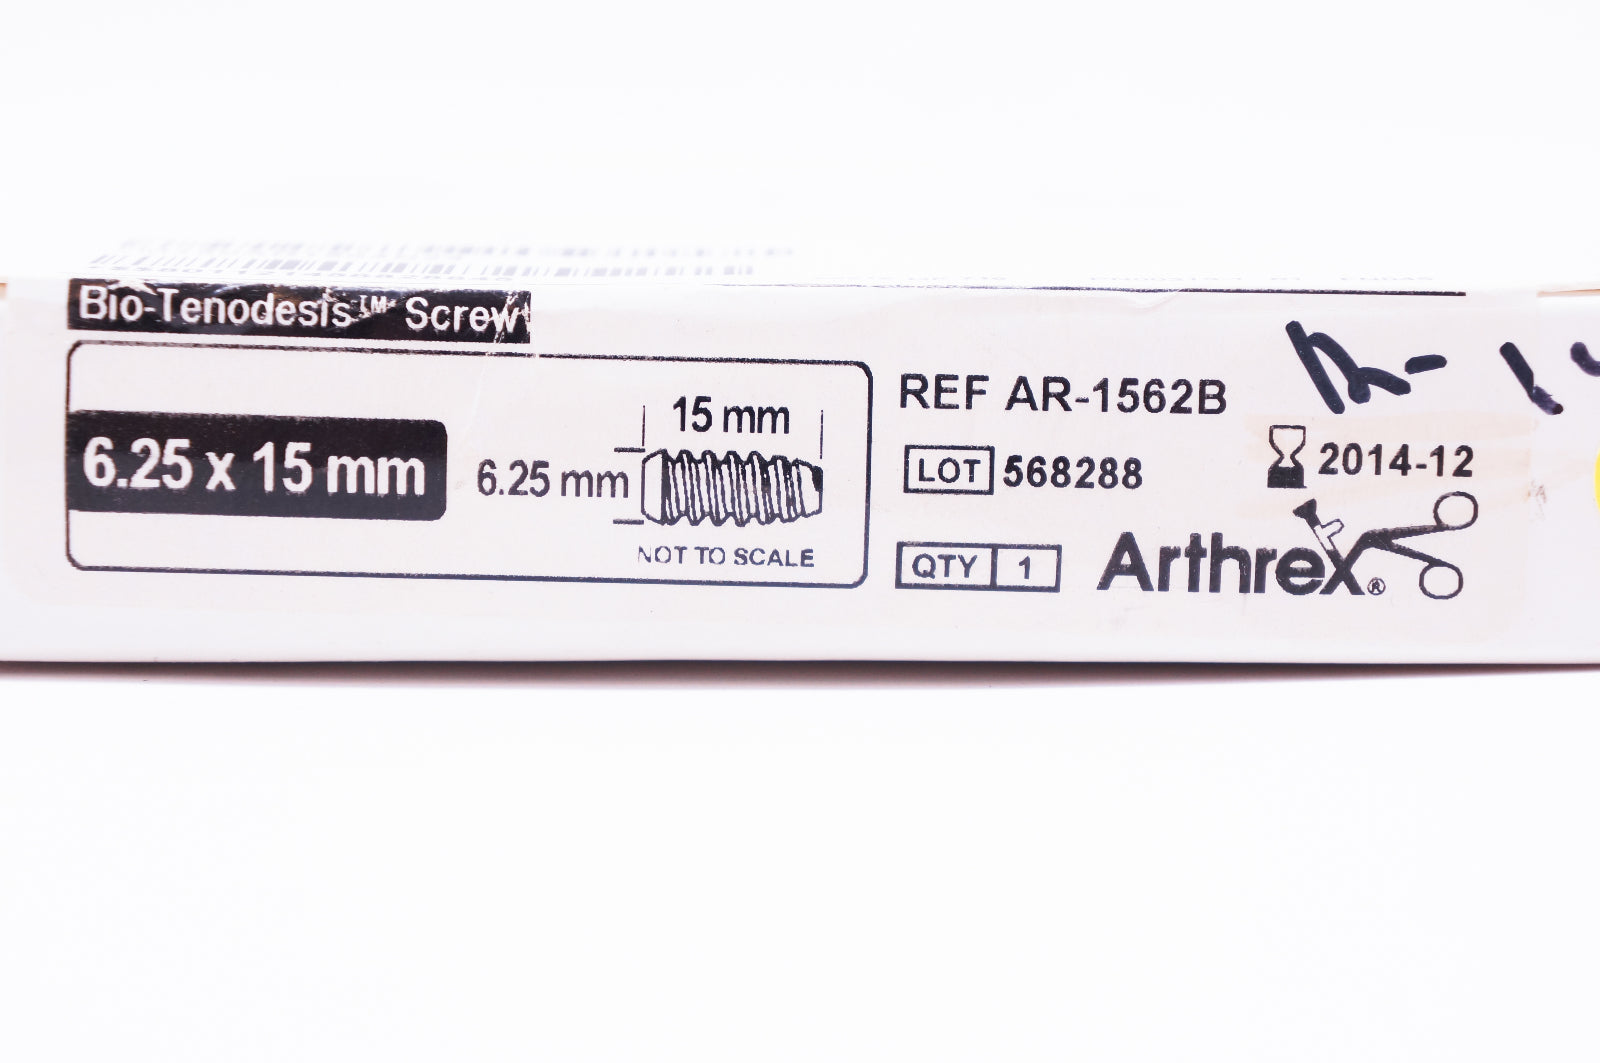 Bio-Tenodesis™ Screw
6.25 x 15 mm
15 mm
6.25 mm
NOT TO SCALE
REF AR-1562B
LOT 568288
2014-12
QTY 1
Arthrex®